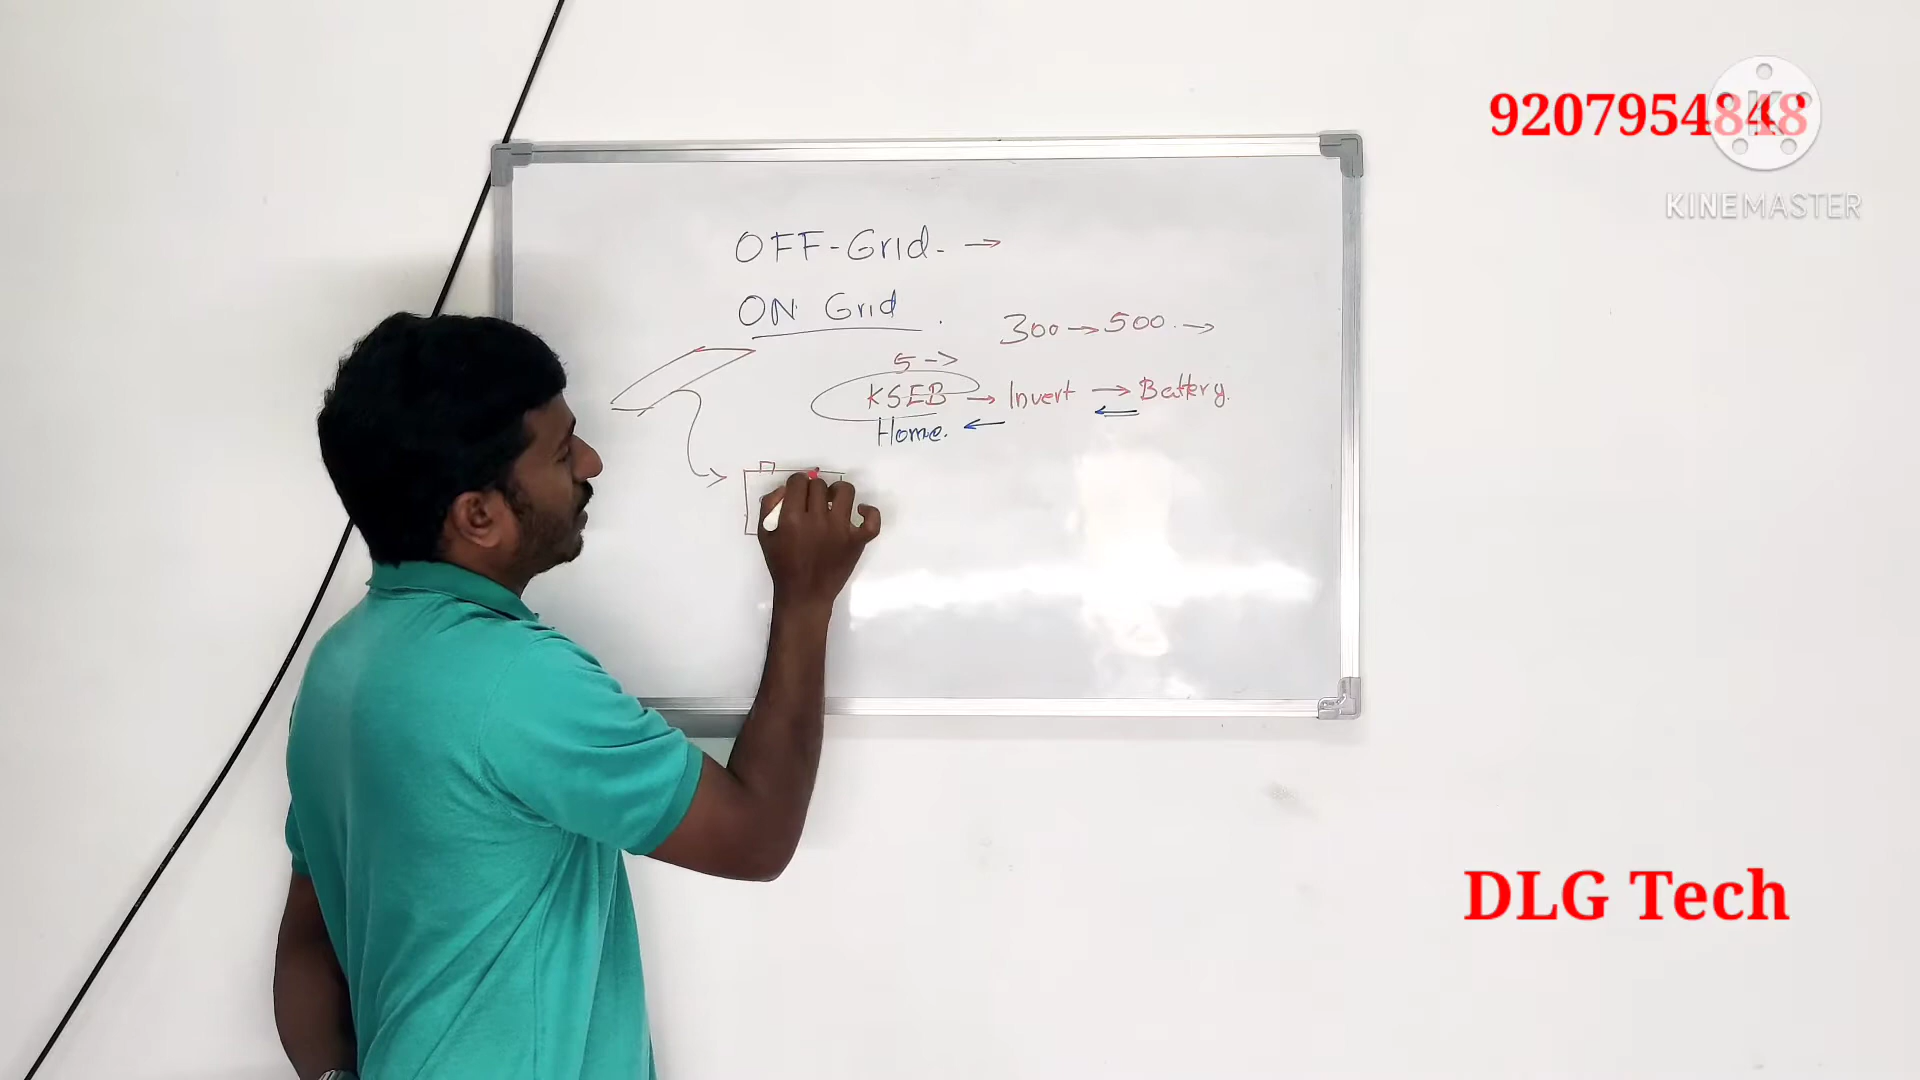 9207954848
KINEMASTER
OFF-Grid- →
ON Grid .
300 → 500 . →
5 →
KSEB → Invert → Battery.
Home. ← ←
DLG Tech